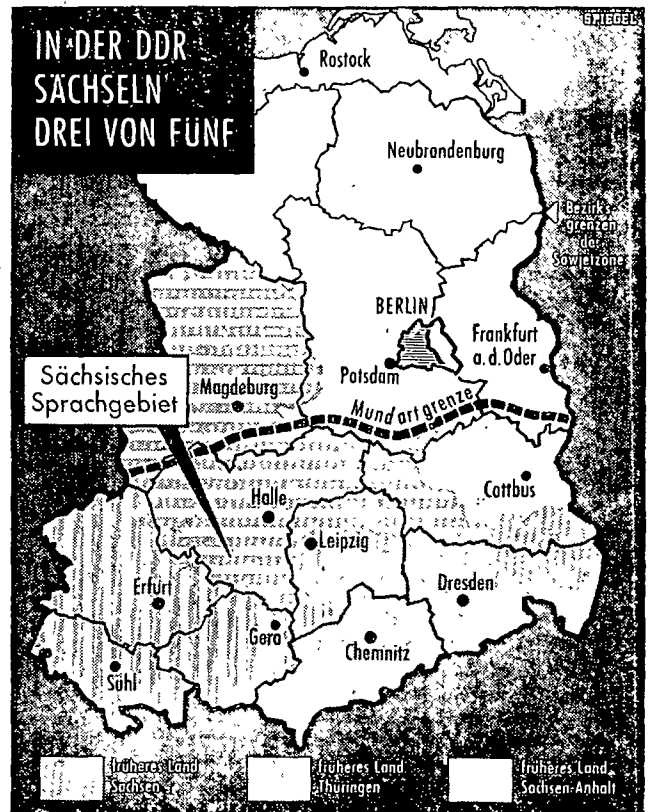 IN DER DDR
SÄCHSELN
DREI VON FÜNF
SPIEGEL
Rostock
Neubrandenburg
Bezirks-
grenzen
der
Sowjetzone
BERLIN
Frankfurt
a.d.Oder
Potsdam
Sächsisches
Sprachgebiet
Magdeburg
Mundartgrenze
Halle
Cottbus
Leipzig
Erfurt
Dresden
Gera
Chemnitz
Suhl
früheres Land
Sachsen
früheres Land
Thüringen
früheres Land
Sachsen-Anhalt